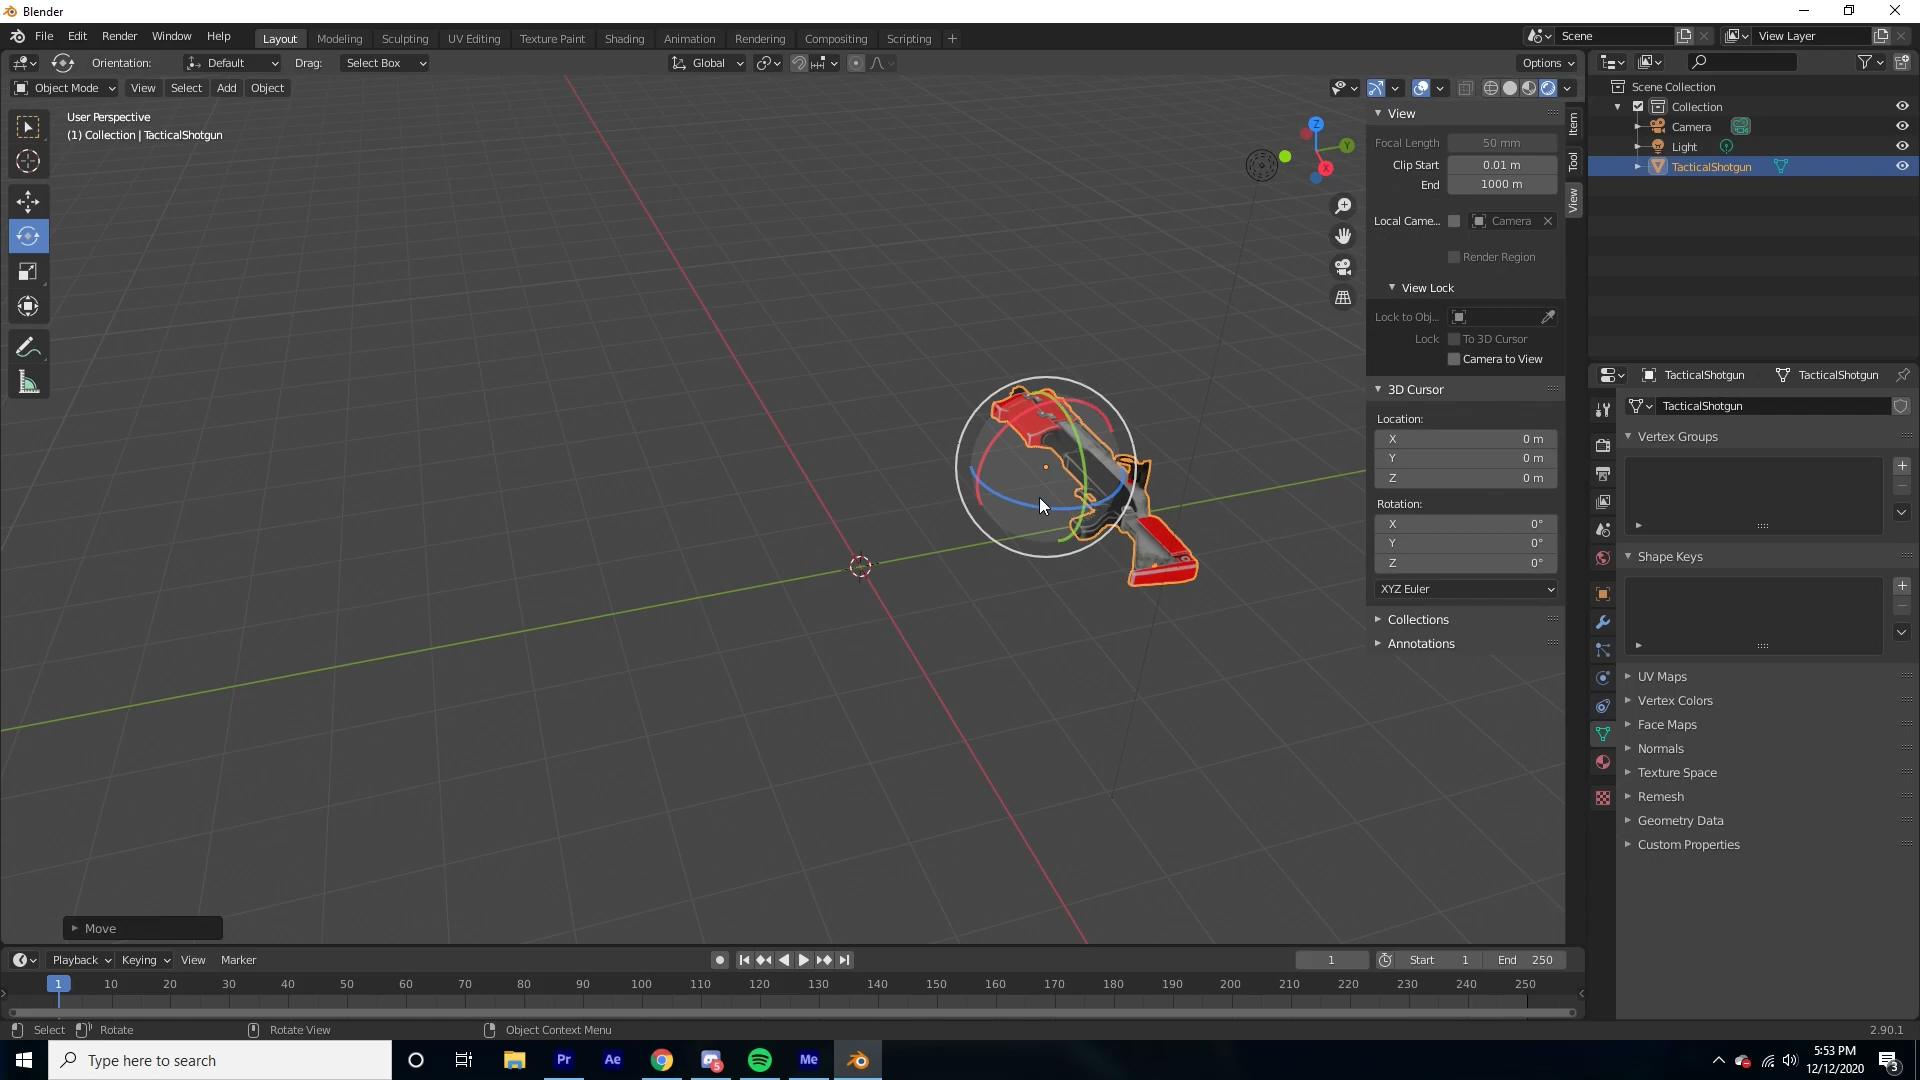 Blender
File Edit Render Window Help
Layout Modeling Sculpting UV Editing Texture Paint Shading Animation Rendering Compositing Scripting +
Scene
View Layer
Orientation: Default Drag: Select Box
Global
Options
Object Mode View Select Add Object
User Perspective
(1) Collection | TacticalShotgun
Z
Y
X
View
Focal Length 50 mm
Clip Start 0.01 m
End 1000 m
Local Came... Camera
Render Region
View Lock
Lock to Obj...
Lock To 3D Cursor
Camera to View
3D Cursor
Location:
X 0 m
Y 0 m
Z 0 m
Rotation:
X 0°
Y 0°
Z 0°
XYZ Euler
Collections
Annotations
Item
Tool
View
Scene Collection
Collection
Camera
Light
TacticalShotgun
TacticalShotgun TacticalShotgun
TacticalShotgun
Vertex Groups
Shape Keys
UV Maps
Vertex Colors
Face Maps
Normals
Texture Space
Remesh
Geometry Data
Custom Properties
Move
Playback Keying View Marker
1 Start 1 End 250
1 10 20 30 40 50 60 70 80 90 100 110 120 130 140 150 160 170 180 190 200 210 220 230 240 250
Select Rotate Rotate View Object Context Menu 2.90.1
Type here to search
Pr Ae 5 Me
5:53 PM
12/12/2020
3